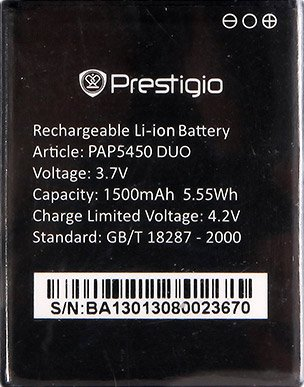 Prestigio
Rechargeable Li-ion Battery
Article: PAP5450 DUO
Voltage: 3.7V
Capacity: 1500mAh 5.55Wh
Charge Limited Voltage: 4.2V
Standard: GB/T 18287 - 2000
S/N:BA13013080023670